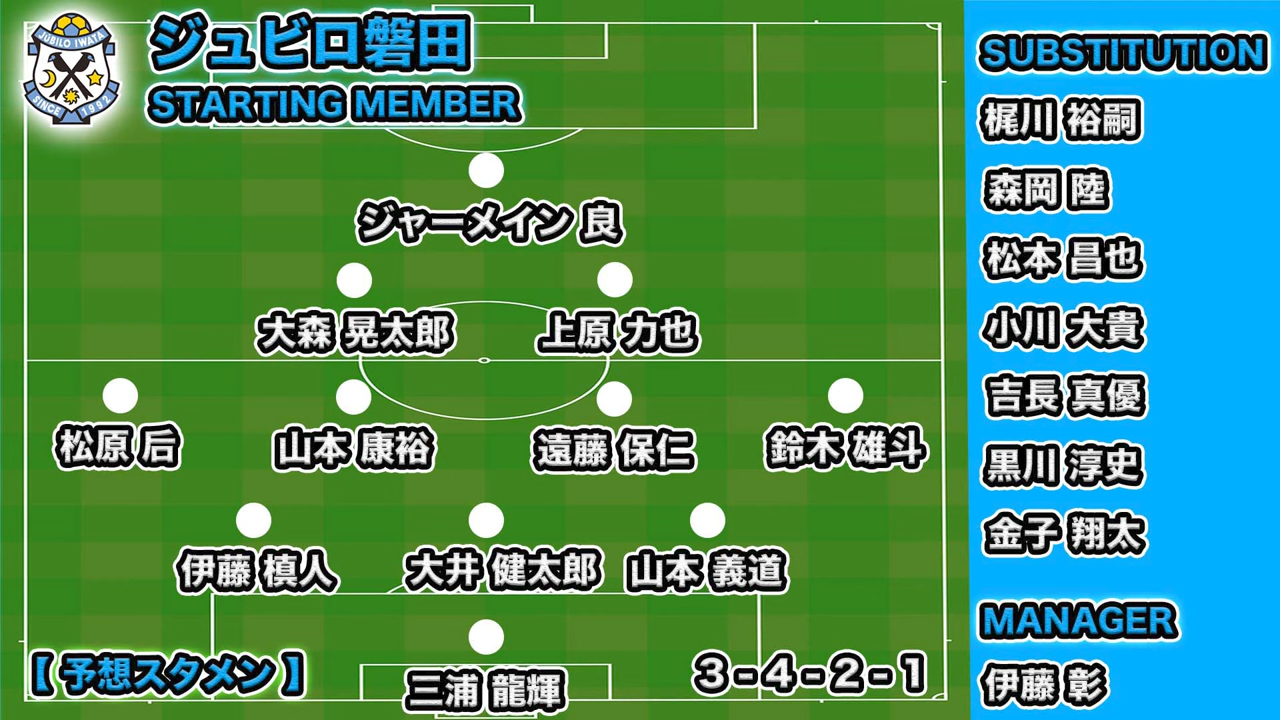 JUBILO IWATA
SINCE 1992
ジュビロ磐田
STARTING MEMBER
ジャーメイン 良
大森 晃太郎
上原 力也
松原 后
山本 康裕
遠藤 保仁
鈴木 雄斗
伊藤 槙人
大井 健太郎
山本 義道
三浦 龍輝
【 予想スタメン 】
3-4-2-1
SUBSTITUTION
梶川 裕嗣
森岡 陸
松本 昌也
小川 大貴
吉長 真優
黒川 淳史
金子 翔太
MANAGER
伊藤 彰